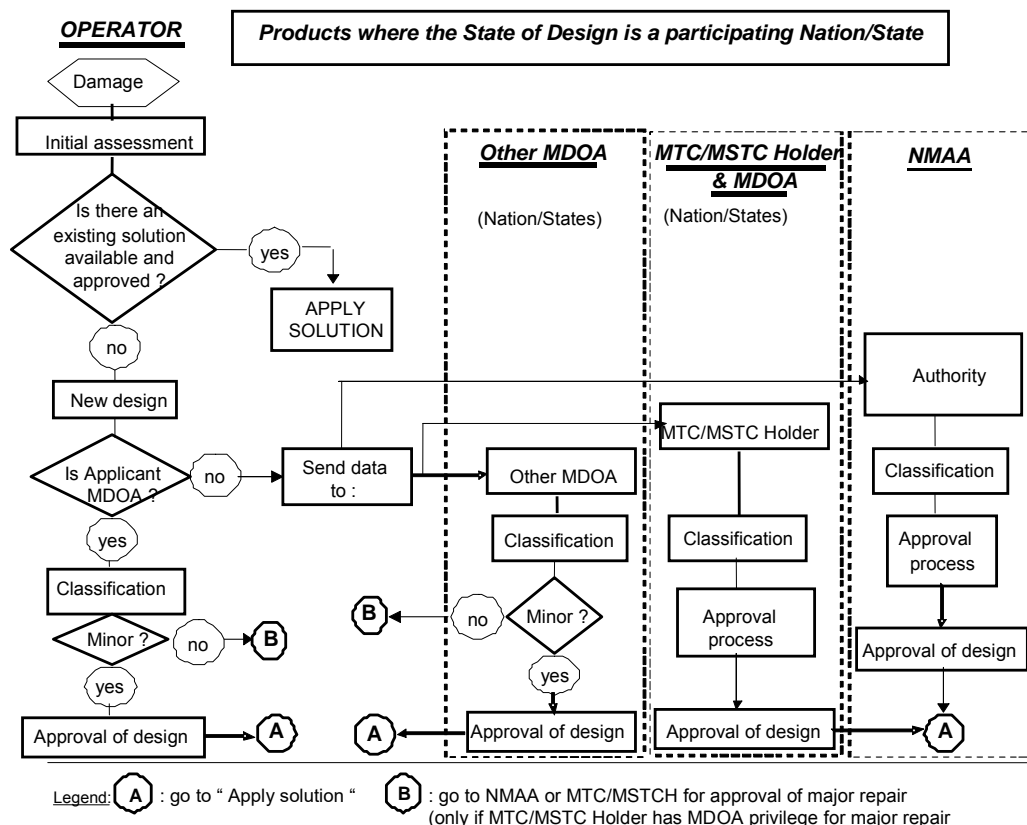 OPERATOR
Products where the State of Design is a participating Nation/State
Damage
Initial assessment
Is there an
existing solution
available and
approved ?
yes
APPLY
SOLUTION
no
New design
Is Applicant
MDOA ?
no
Send data
to :
yes
Classification
Minor ?
no
B
yes
Approval of design
A
Other MDOA
(Nation/States)
Other MDOA
Classification
Minor ?
no
B
yes
Approval of design
A
MTC/MSTC Holder
& MDOA
(Nation/States)
MTC/MSTC Holder
Classification
Approval
process
Approval of design
NMAA
Authority
Classification
Approval
process
Approval of design
A
Legend: A : go to “ Apply solution “
B : go to NMAA or MTC/MSTCH for approval of major repair
(only if MTC/MSTC Holder has MDOA privilege for major repair